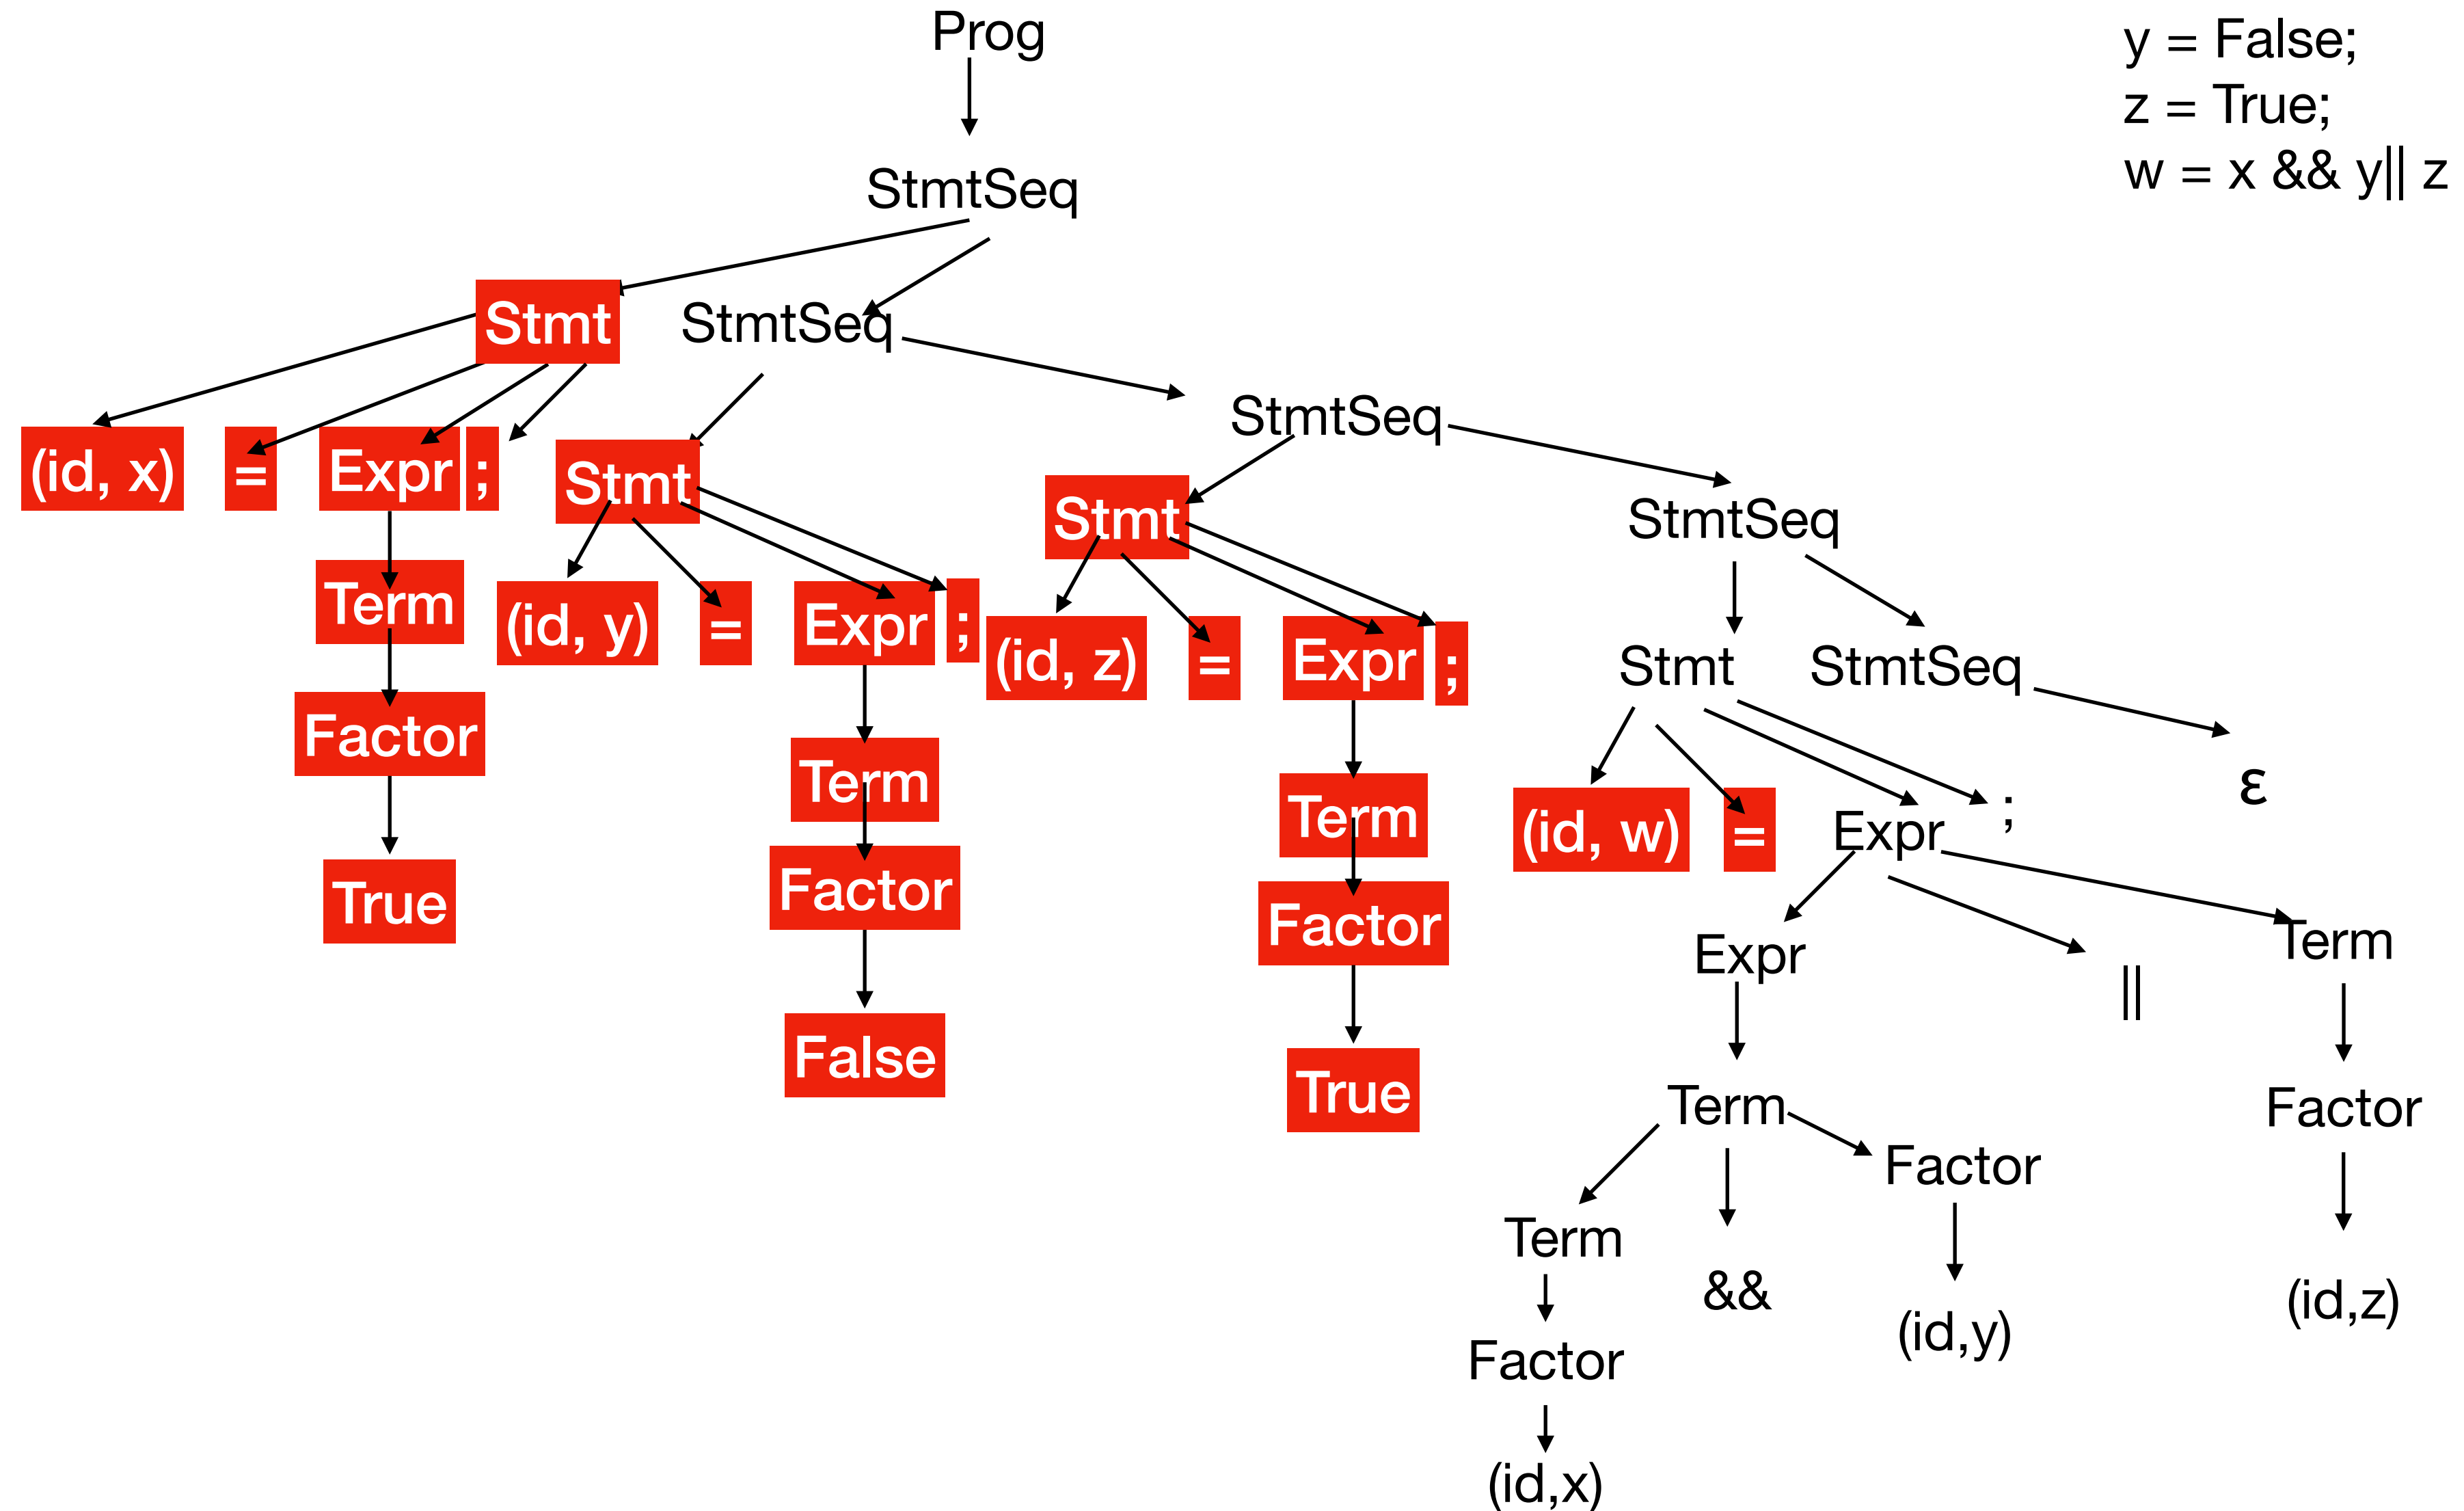 Prog
y = False;
z = True;
w = x && y|| z
StmtSeq
Stmt
StmtSeq
StmtSeq
(id, x)
=
Expr
;
Stmt
Stmt
StmtSeq
Term
(id, y)
=
Expr
;
(id, z)
=
Expr
;
Stmt
StmtSeq
Factor
Term
Term
(id, w)
=
Expr
;
ε
True
Factor
Factor
Expr
||
Term
False
True
Term
Factor
Factor
Term
&&
(id,y)
(id,z)
Factor
(id,x)